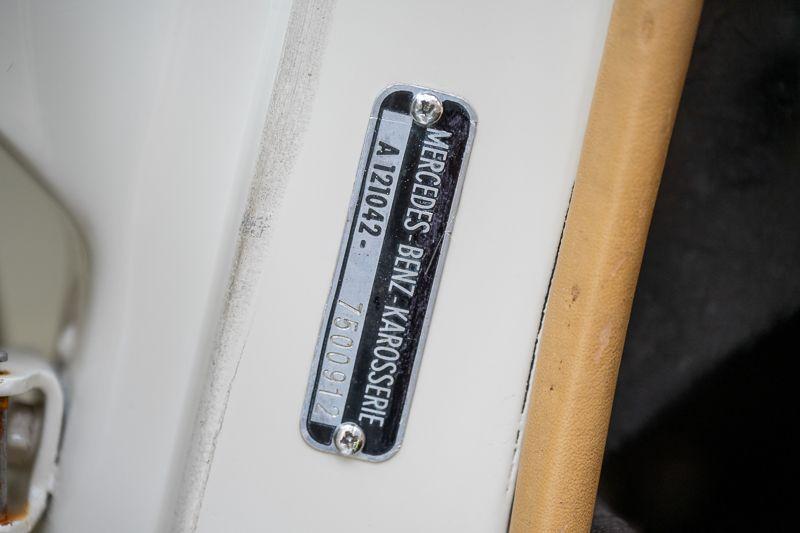 MERCEDES-BENZ-KAROSSERIE
A 121042- 7500912